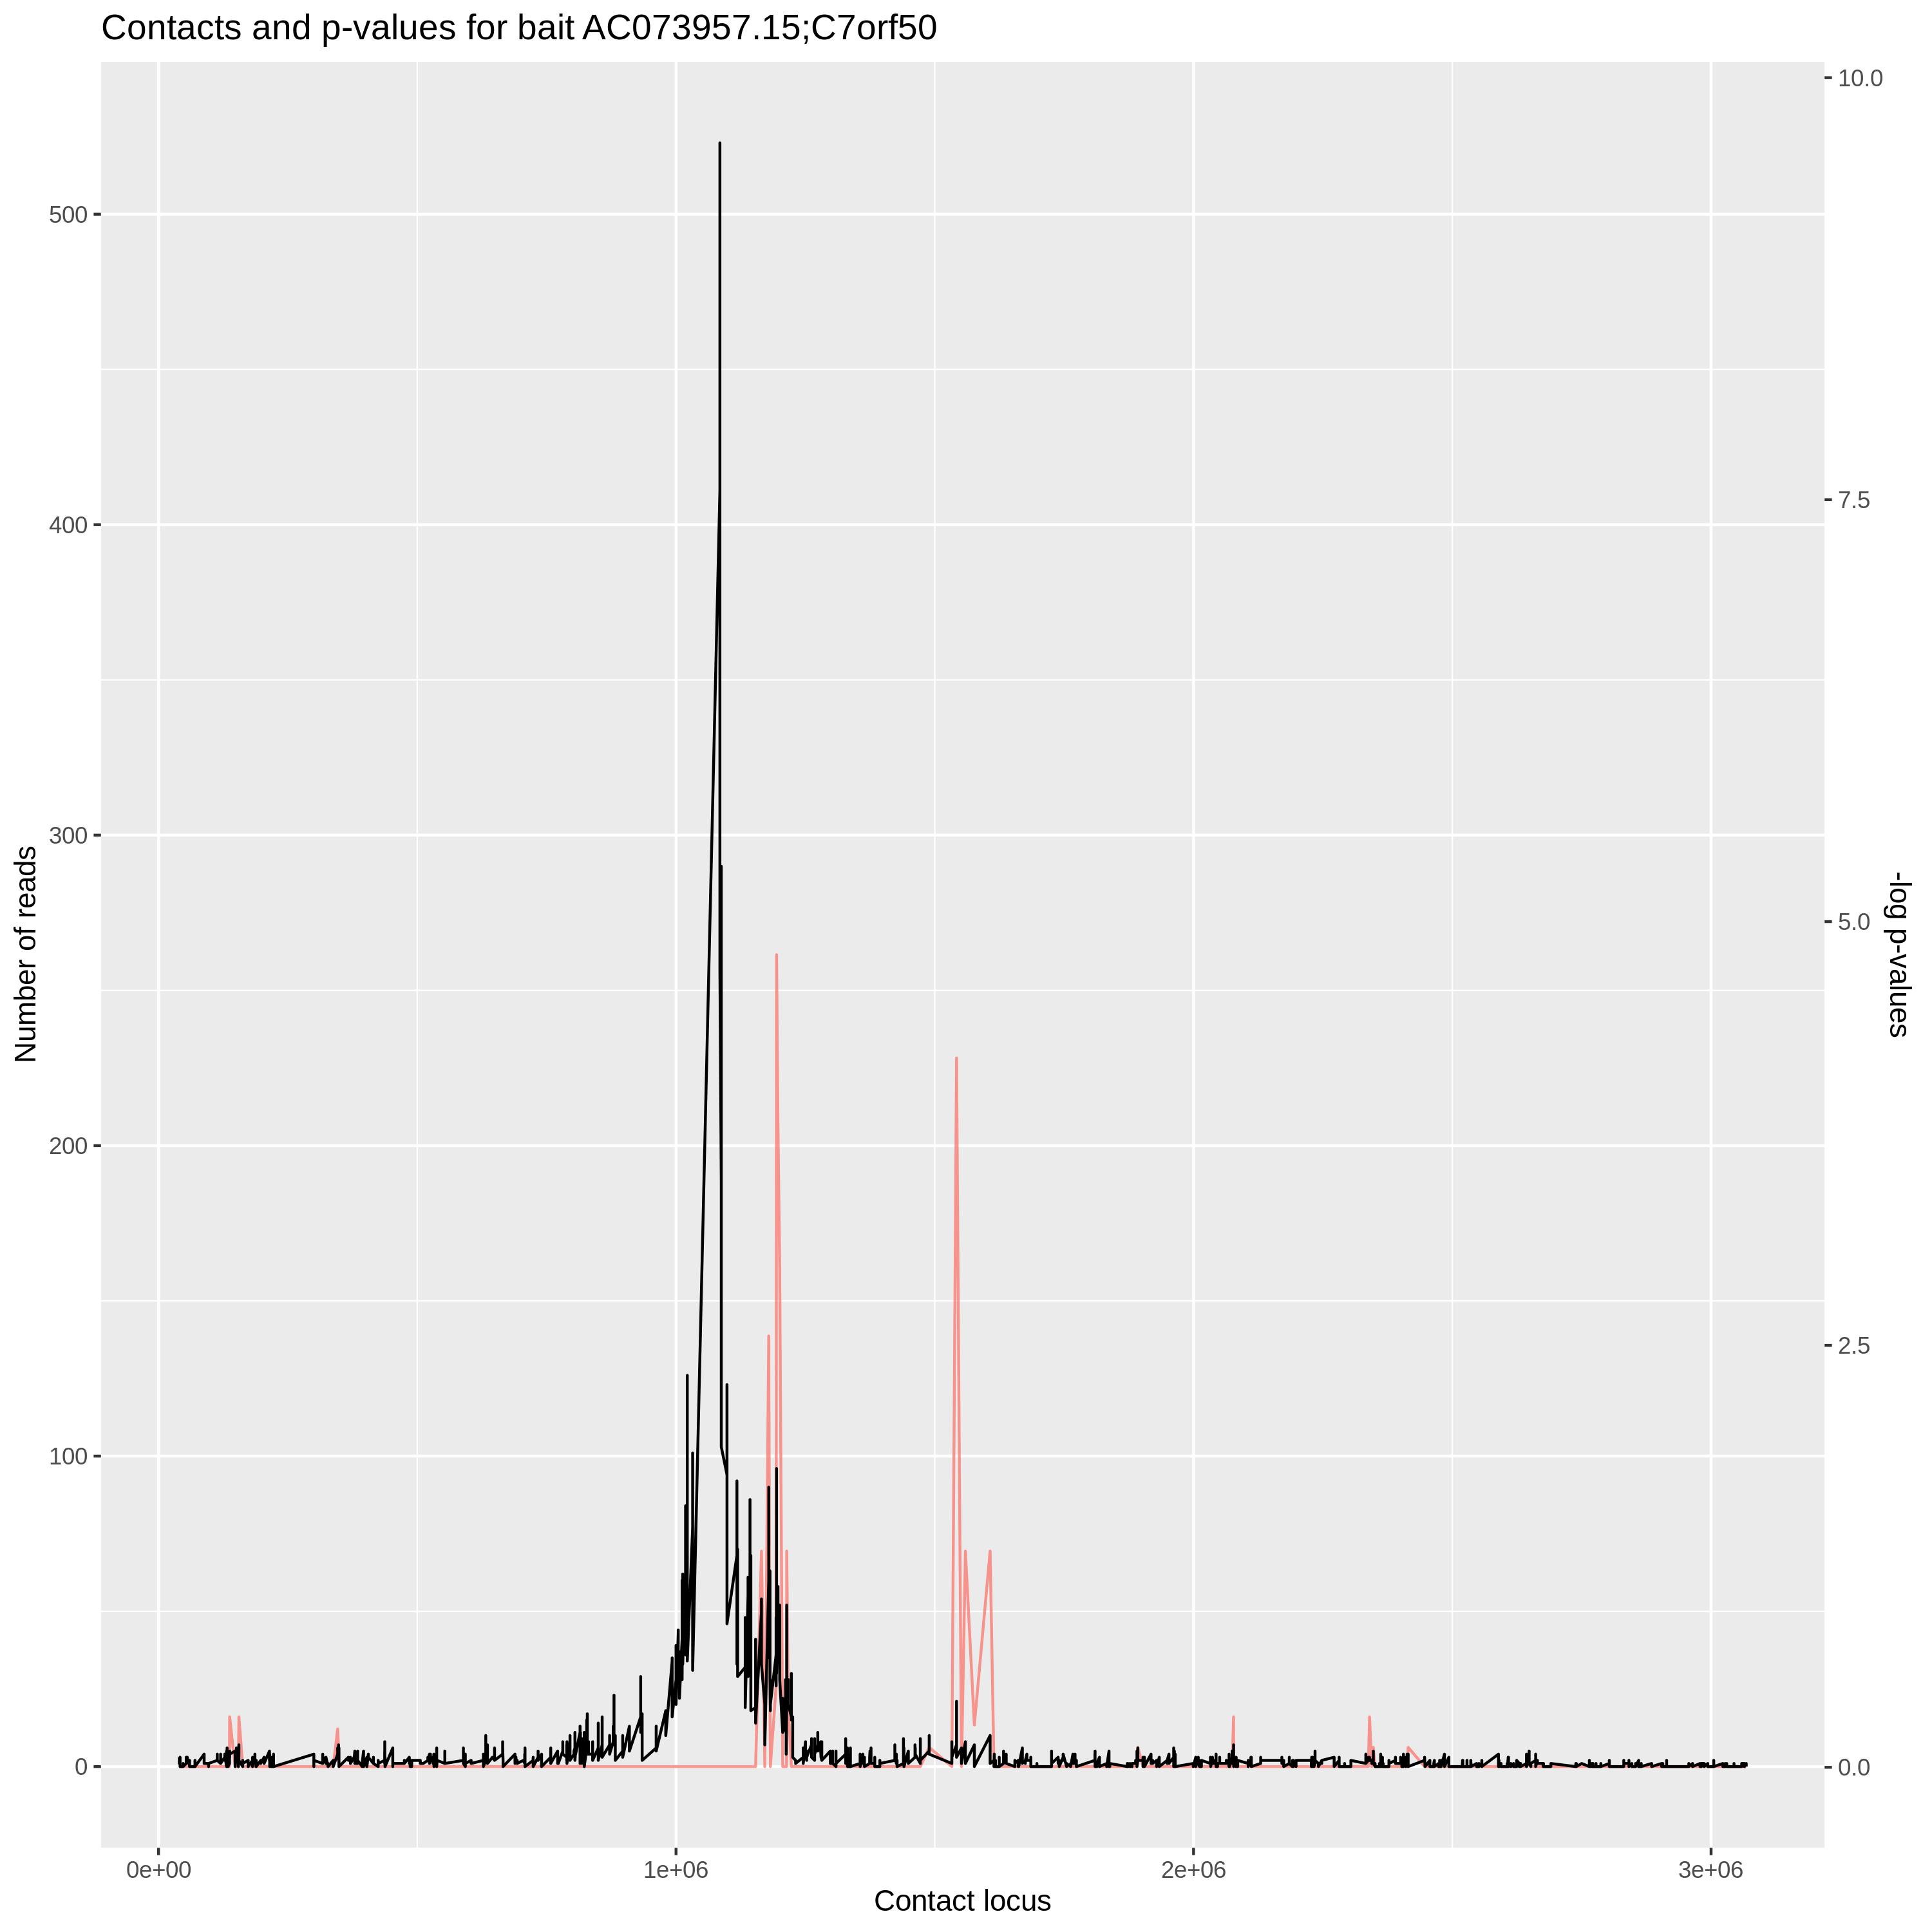 Contacts and p-values for bait AC073957.15;C7orf50
Number of reads
500
400
300
200
100
0
10.0
7.5
5.0
2.5
0.0
-log p-values
0e+00
1e+06
2e+06
3e+06
Contact locus